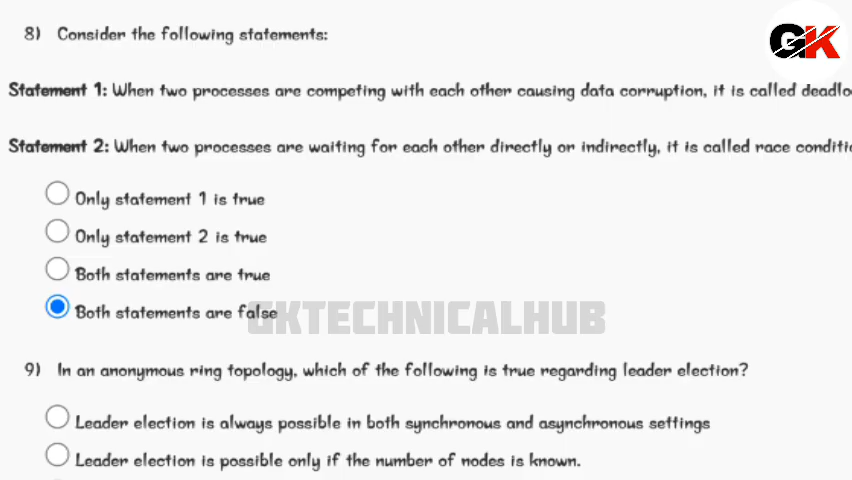 GK
8) Consider the following statements:
Statement 1: When two processes are competing with each other causing data corruption, it is called deadlo
Statement 2: When two processes are waiting for each other directly or indirectly, it is called race conditi
Only statement 1 is true
Only statement 2 is true
Both statements are true
Both statements are false
GKTECHNICALHUB
9) In an anonymous ring topology, which of the following is true regarding leader election?
Leader election is always possible in both synchronous and asynchronous settings
Leader election is possible only if the number of nodes is known.